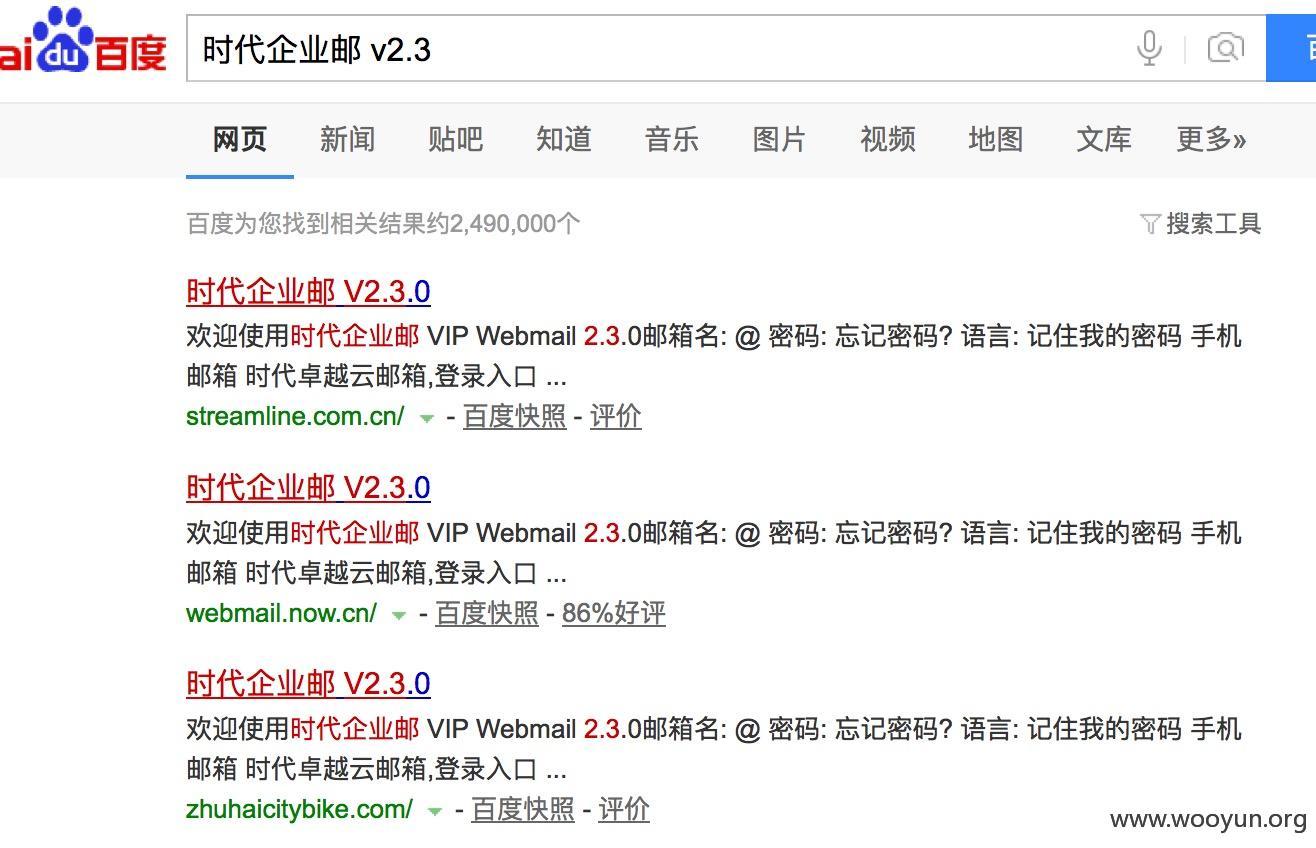 ai du 百度
时代企业邮 v2.3
网页 新闻 贴吧 知道 音乐 图片 视频 地图 文库 更多»
百度为您找到相关结果约2,490,000个 搜索工具
时代企业邮 V2.3.0
欢迎使用时代企业邮 VIP Webmail 2.3.0邮箱名: @ 密码: 忘记密码? 语言: 记住我的密码 手机
邮箱 时代卓越云邮箱,登录入口 ...
streamline.com.cn/ - 百度快照 - 评价
时代企业邮 V2.3.0
欢迎使用时代企业邮 VIP Webmail 2.3.0邮箱名: @ 密码: 忘记密码? 语言: 记住我的密码 手机
邮箱 时代卓越云邮箱,登录入口 ...
webmail.now.cn/ - 百度快照 - 86%好评
时代企业邮 V2.3.0
欢迎使用时代企业邮 VIP Webmail 2.3.0邮箱名: @ 密码: 忘记密码? 语言: 记住我的密码 手机
邮箱 时代卓越云邮箱,登录入口 ...
zhuhaicitybike.com/ - 百度快照 - 评价
www.wooyun.org